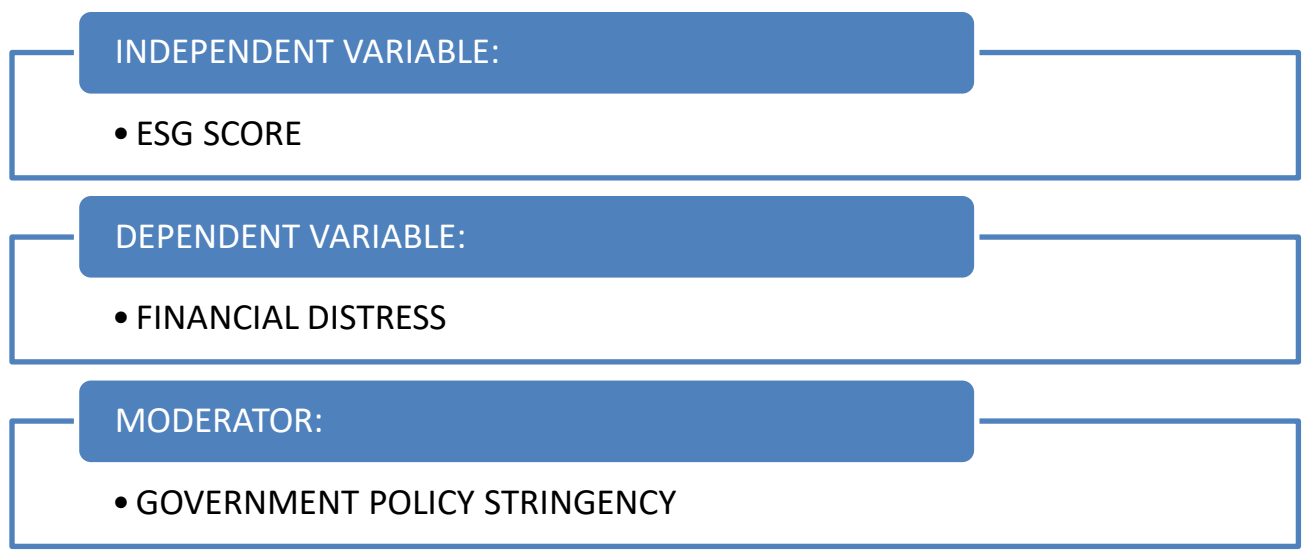 INDEPENDENT VARIABLE:
• ESG SCORE
DEPENDENT VARIABLE:
• FINANCIAL DISTRESS
MODERATOR:
• GOVERNMENT POLICY STRINGENCY